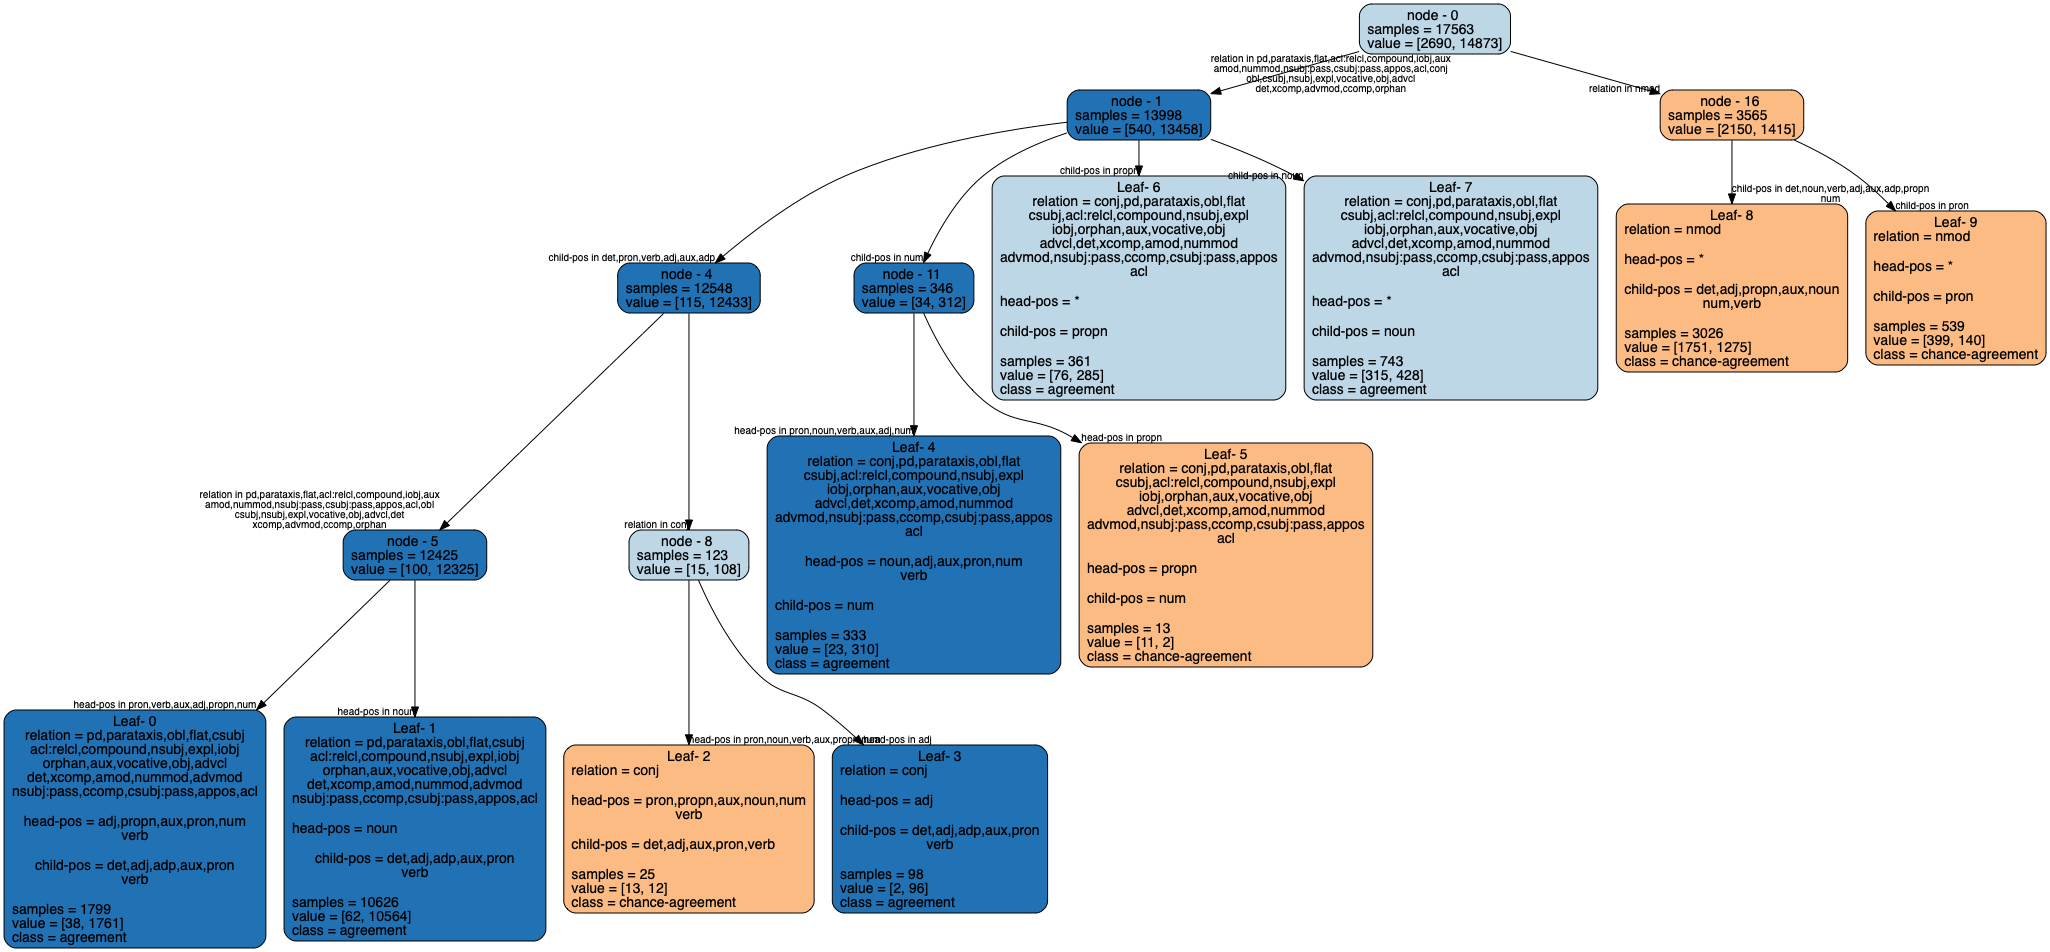 node - 0
samples = 17563
value = [2690, 14873]
relation in pd,parataxis,flat,acl:relcl,compound,iobj,aux
amod,nummod,nsubj:pass,csubj:pass,appos,acl,conj
obl,csubj,nsubj,expl,vocative,obj,advcl
det,xcomp,advmod,ccomp,orphan
relation in nmod
node - 1
samples = 13998
value = [540, 13458]
node - 16
samples = 3565
value = [2150, 1415]
child-pos in propn
child-pos in noun
child-pos in det,noun,verb,adj,aux,adp,propn
num
child-pos in pron
Leaf- 6
relation = conj,pd,parataxis,obl,flat
csubj,acl:relcl,compound,nsubj,expl
iobj,orphan,aux,vocative,obj
advcl,det,xcomp,amod,nummod
advmod,nsubj:pass,ccomp,csubj:pass,appos
acl
head-pos = *
child-pos = propn
samples = 361
value = [76, 285]
class = agreement
Leaf- 7
relation = conj,pd,parataxis,obl,flat
csubj,acl:relcl,compound,nsubj,expl
iobj,orphan,aux,vocative,obj
advcl,det,xcomp,amod,nummod
advmod,nsubj:pass,ccomp,csubj:pass,appos
acl
head-pos = *
child-pos = noun
samples = 743
value = [315, 428]
class = agreement
Leaf- 8
relation = nmod
head-pos = *
child-pos = det,adj,propn,aux,noun
num,verb
samples = 3026
value = [1751, 1275]
class = chance-agreement
Leaf- 9
relation = nmod
head-pos = *
child-pos = pron
samples = 539
value = [399, 140]
class = chance-agreement
child-pos in det,pron,verb,adj,aux,adp
child-pos in num
node - 4
samples = 12548
value = [115, 12433]
node - 11
samples = 346
value = [34, 312]
head-pos in pron,noun,verb,aux,adj,num
head-pos in propn
Leaf- 4
relation = conj,pd,parataxis,obl,flat
csubj,acl:relcl,compound,nsubj,expl
iobj,orphan,aux,vocative,obj
advcl,det,xcomp,amod,nummod
advmod,nsubj:pass,ccomp,csubj:pass,appos
acl
head-pos = noun,adj,aux,pron,num
verb
child-pos = num
samples = 333
value = [23, 310]
class = agreement
Leaf- 5
relation = conj,pd,parataxis,obl,flat
csubj,acl:relcl,compound,nsubj,expl
iobj,orphan,aux,vocative,obj
advcl,det,xcomp,amod,nummod
advmod,nsubj:pass,ccomp,csubj:pass,appos
acl
head-pos = propn
child-pos = num
samples = 13
value = [11, 2]
class = chance-agreement
relation in pd,parataxis,flat,acl:relcl,compound,iobj,aux
amod,nummod,nsubj:pass,csubj:pass,appos,acl,obl
csubj,nsubj,expl,vocative,obj,advcl,det
xcomp,advmod,ccomp,orphan
relation in conj
node - 5
samples = 12425
value = [100, 12325]
node - 8
samples = 123
value = [15, 108]
head-pos in pron,verb,aux,adj,propn,num
head-pos in noun
head-pos in pron,noun,verb,aux,propn,num
head-pos in adj
Leaf- 0
relation = pd,parataxis,obl,flat,csubj
acl:relcl,compound,nsubj,expl,iobj
orphan,aux,vocative,obj,advcl
det,xcomp,amod,nummod,advmod
nsubj:pass,ccomp,csubj:pass,appos,acl
head-pos = adj,propn,aux,pron,num
verb
child-pos = det,adj,adp,aux,pron
verb
samples = 1799
value = [38, 1761]
class = agreement
Leaf- 1
relation = pd,parataxis,obl,flat,csubj
acl:relcl,compound,nsubj,expl,iobj
orphan,aux,vocative,obj,advcl
det,xcomp,amod,nummod,advmod
nsubj:pass,ccomp,csubj:pass,appos,acl
head-pos = noun
child-pos = det,adj,adp,aux,pron
verb
samples = 10626
value = [62, 10564]
class = agreement
Leaf- 2
relation = conj
head-pos = pron,propn,aux,noun,num
verb
child-pos = det,adj,aux,pron,verb
samples = 25
value = [13, 12]
class = chance-agreement
Leaf- 3
relation = conj
head-pos = adj
child-pos = det,adj,adp,aux,pron
verb
samples = 98
value = [2, 96]
class = agreement